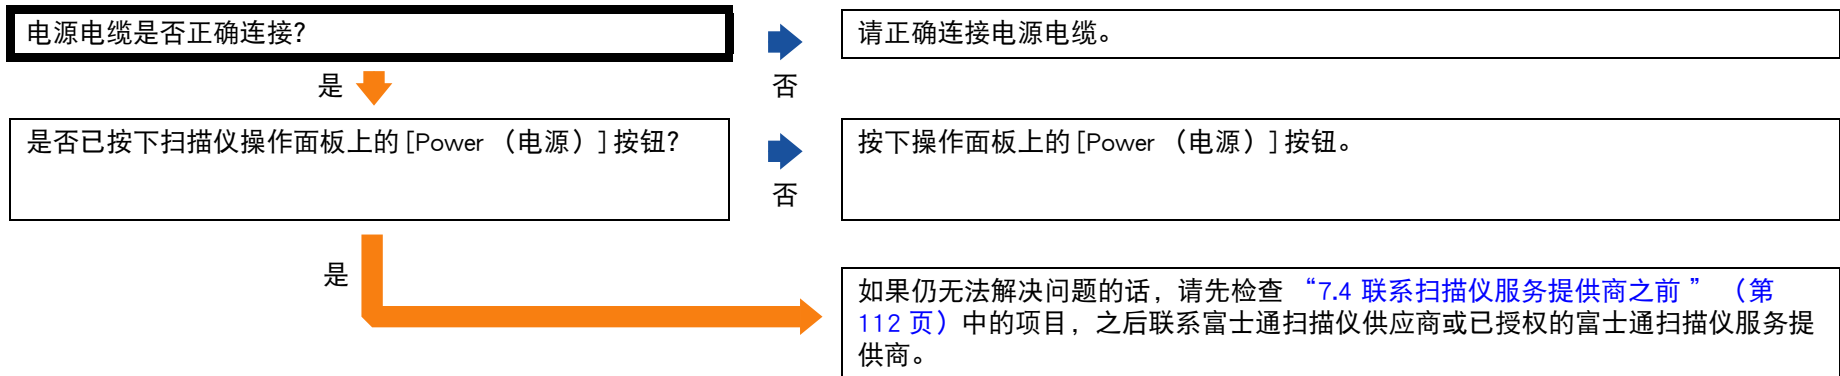 电源电缆是否正确连接?
请正确连接电源电缆。
是
否
是否已按下扫描仪操作面板上的 [Power （电源）] 按钮?
按下操作面板上的 [Power （电源）] 按钮。
否
是
如果仍无法解决问题的话，请先检查 “7.4 联系扫描仪服务提供商之前 ” （第
112 页）中的项目，之后联系富士通扫描仪供应商或已授权的富士通扫描仪服务提
供商。